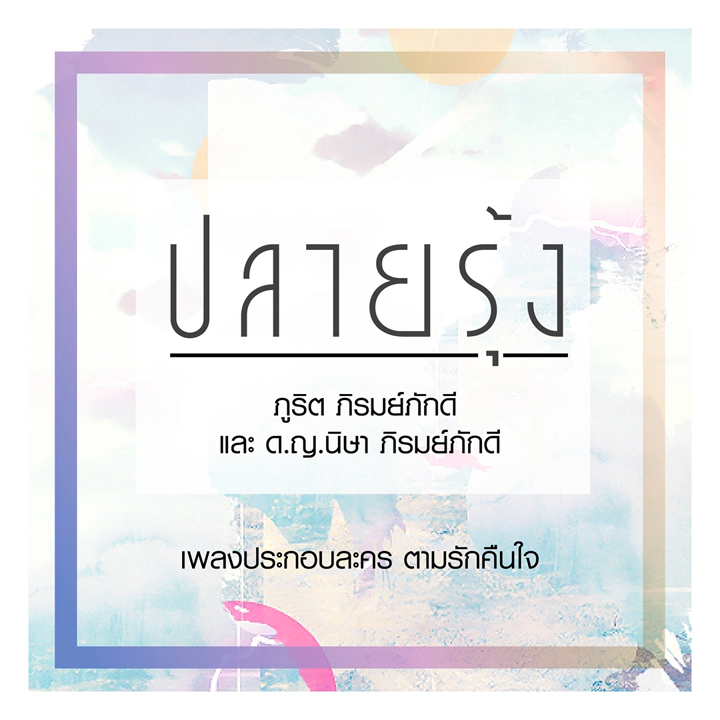 ปลายรุ้ง
ภูริต ภิรมย์ภักดี
และ ด.ญ.นิษา ภิรมย์ภักดี
เพลงประกอบละคร ตามรักคืนใจ